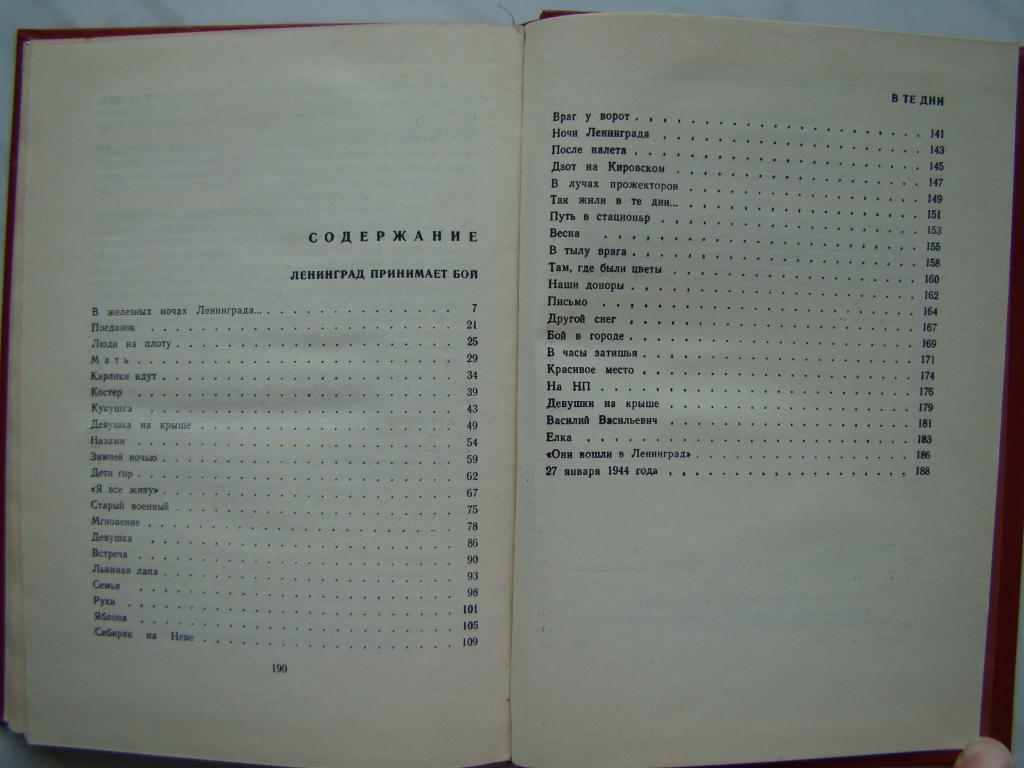 СОДЕРЖАНИЕ
ЛЕНИНГРАД ПРИНИМАЕТ БОЙ
В железных ночах Ленинграда... 7
Поединок 21
Люди на плоту 25
Мать 29
Карлики идут 34
Костер 39
Кукушка 43
Девушка на крыше 49
Низами 54
Зимней ночью 59
Дети гор 62
«Я все живу» 67
Старый военный 75
Мгновение 78
Девушка 86
Встреча 90
Львиная лапа 93
Семья 98
Руки 101
Яблоня 105
Сибиряк на Неве 109
190
В ТЕ ДНИ
Враг у ворот 141
Ночи Ленинграда 143
После налета 145
Дзот на Кировском 147
В лучах прожекторов 149
Так жили в те дни... 151
Путь в стационар 153
Весна 155
В тылу врага 158
Там, где были цветы 160
Наши доноры 162
Письмо 164
Другой снег 167
Бой в городе 169
В часы затишья 171
Красивое место 174
На НП 176
Девушки на крыше 179
Василий Васильевич 181
Елка 183
«Они вошли в Ленинград» 186
27 января 1944 года 188